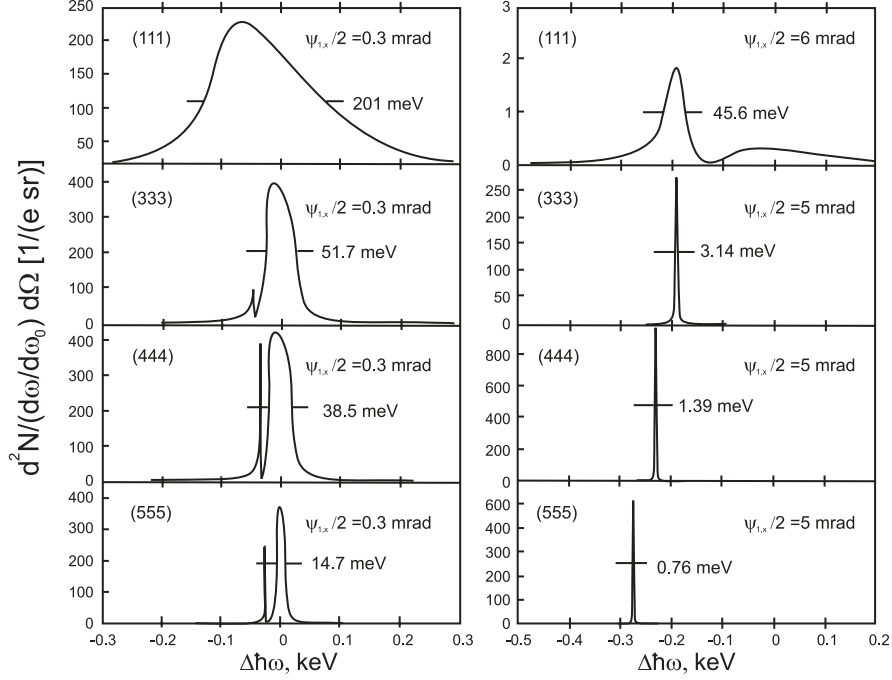 d²N/(dω/dω₀) dΩ [1/(e sr)]
250
200
150
100
50
(111)
ψ₁,ₓ/2 =0.3 mrad
201 meV
400
300
200
100
0
(333)
ψ₁,ₓ/2 =0.3 mrad
51.7 meV
400
300
200
100
0
(444)
ψ₁,ₓ/2 =0.3 mrad
38.5 meV
400
300
200
100
0
(555)
ψ₁,ₓ/2 =0.3 mrad
14.7 meV
-0.3 -0.2 -0.1 0 0.1 0.2 0.3
Δħω, keV
3
2
1
0
(111)
ψ₁,ₓ/2 =6 mrad
45.6 meV
250
200
150
100
50
0
(333)
ψ₁,ₓ/2 =5 mrad
3.14 meV
800
600
400
200
0
(444)
ψ₁,ₓ/2 =5 mrad
1.39 meV
600
500
400
300
200
100
0
(555)
ψ₁,ₓ/2 =5 mrad
0.76 meV
-0.5 -0.4 -0.3 -0.2 -0.1 0 0.1 0.2
Δħω, keV